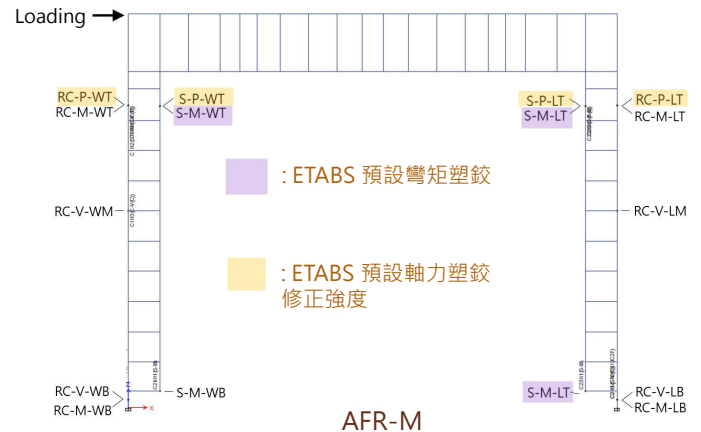 Loading
RC-P-WT
RC-M-WT
S-P-WT
S-M-WT
S-P-LT
S-M-LT
RC-P-LT
RC-M-LT
: ETABS 預設彎矩塑鉸
RC-V-WM
RC-V-LM
: ETABS 預設軸力塑鉸
修正強度
RC-V-WB
RC-M-WB
S-M-WB
S-M-LT
RC-V-LB
RC-M-LB
X
AFR-M